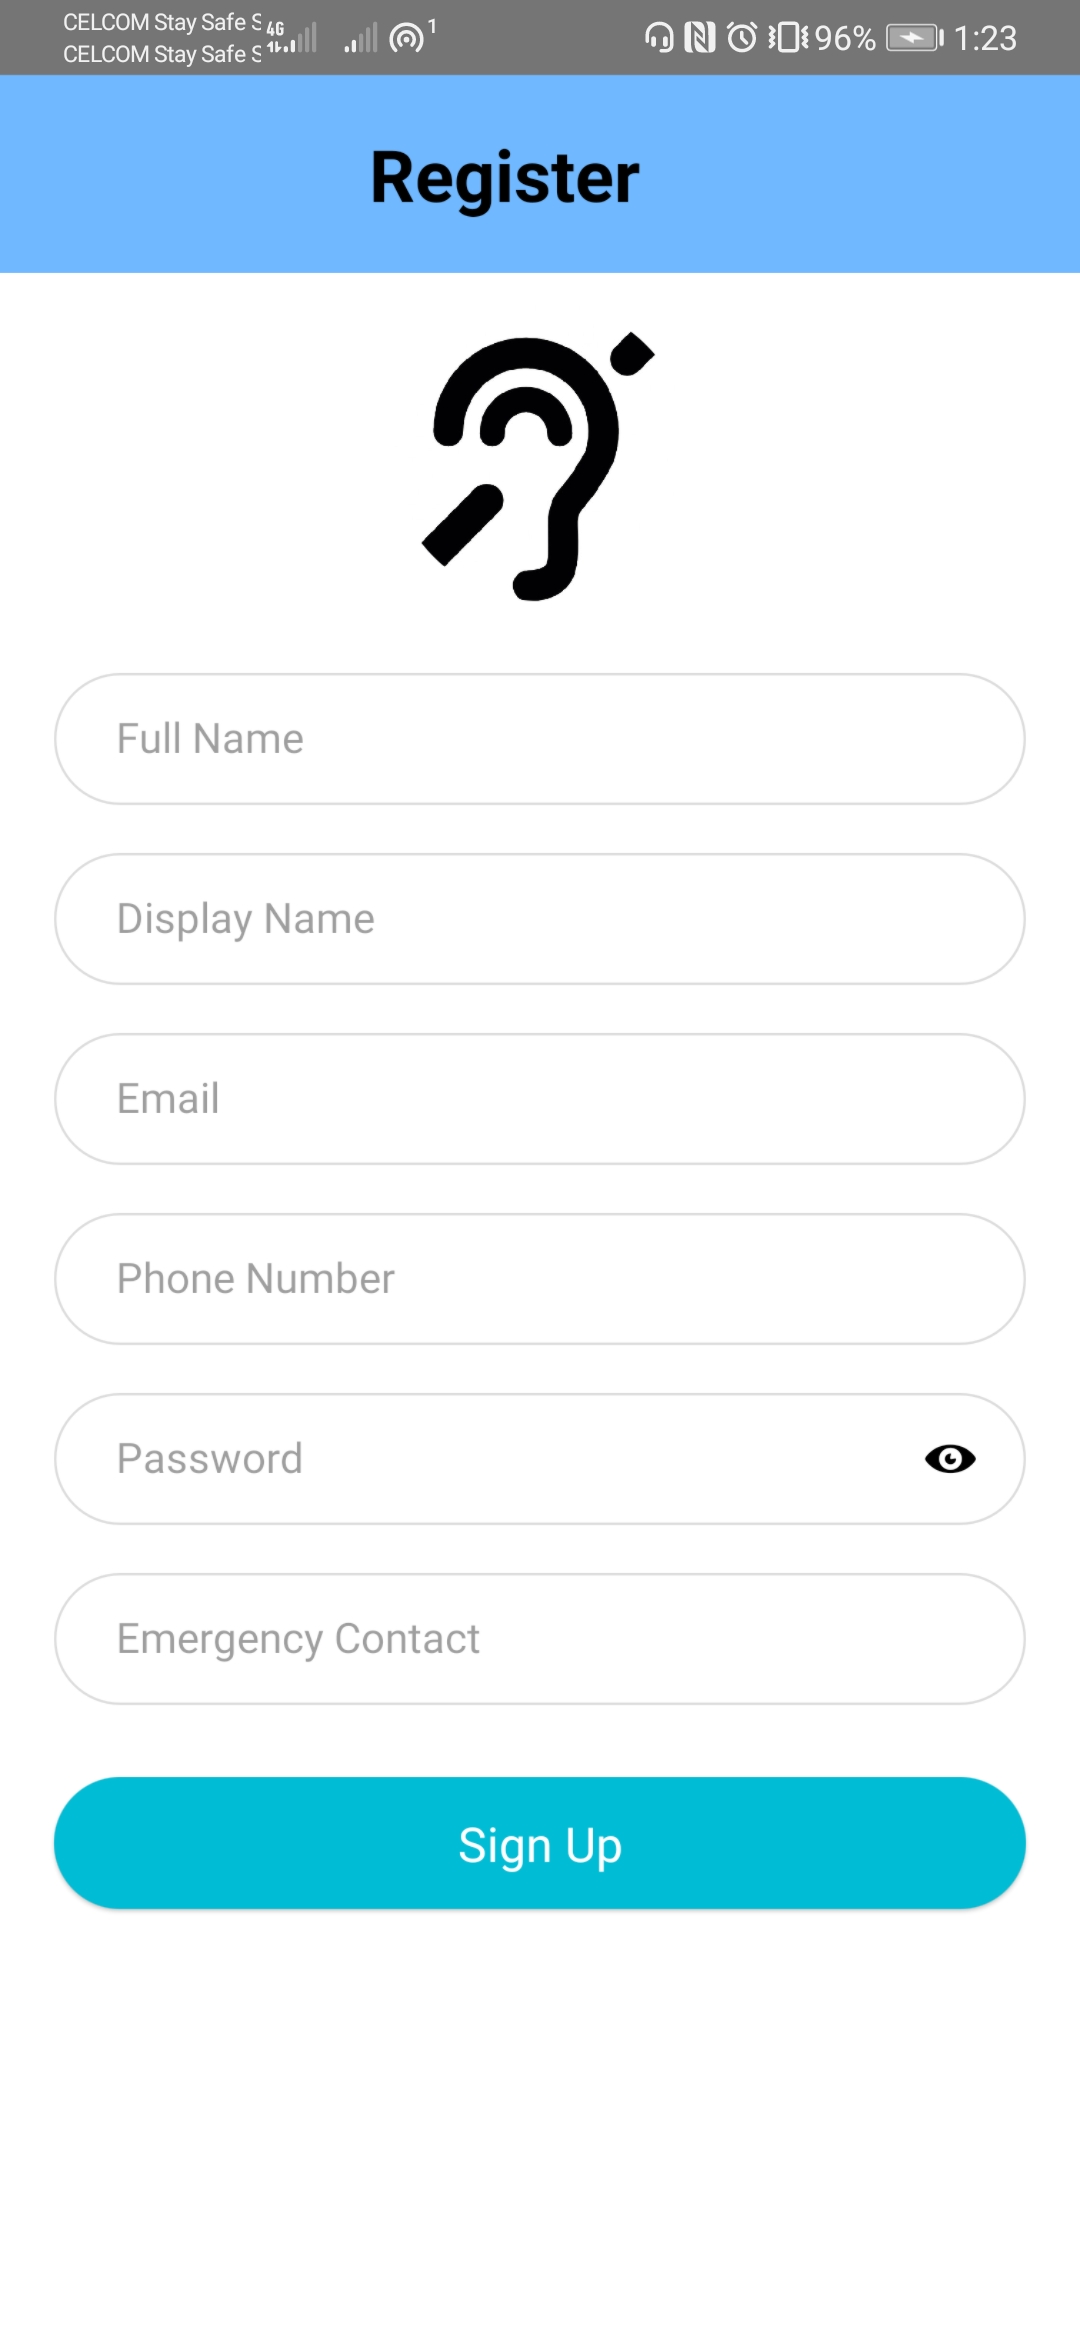 CELCOM Stay Safe S 4G 1 96% 1:23
CELCOM Stay Safe S
Register
Full Name
Display Name
Email
Phone Number
Password
Emergency Contact
Sign Up